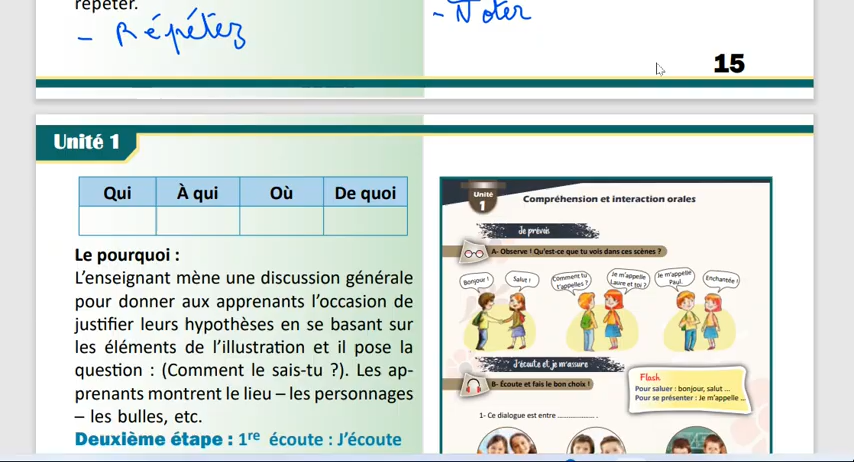 répéter.
- Répétez
- Noter
15
Unité 1
Qui À qui Où De quoi
Le pourquoi :
L'enseignant mène une discussion générale
pour donner aux apprenants l'occasion de
justifier leurs hypothèses en se basant sur
les éléments de l'illustration et il pose la
question : (Comment le sais-tu ?). Les ap-
prenants montrent le lieu – les personnages
– les bulles, etc.
Deuxième étape : 1re écoute : J'écoute
Unité
1
Compréhension et interaction orales
Je prévois
A- Observe ! Qu'est-ce que tu vois dans ces scènes ?
Bonjour !
Salut !
Comment tu
t'appelles ?
Je m'appelle
Laure et toi ?
Je m'appelle
Paul.
Enchantée !
J'écoute et je m'assure
B- Écoute et fais le bon choix !
Flash
Pour saluer : bonjour, salut ...
Pour se présenter : Je m'appelle ...
1- Ce dialogue est entre ................ .